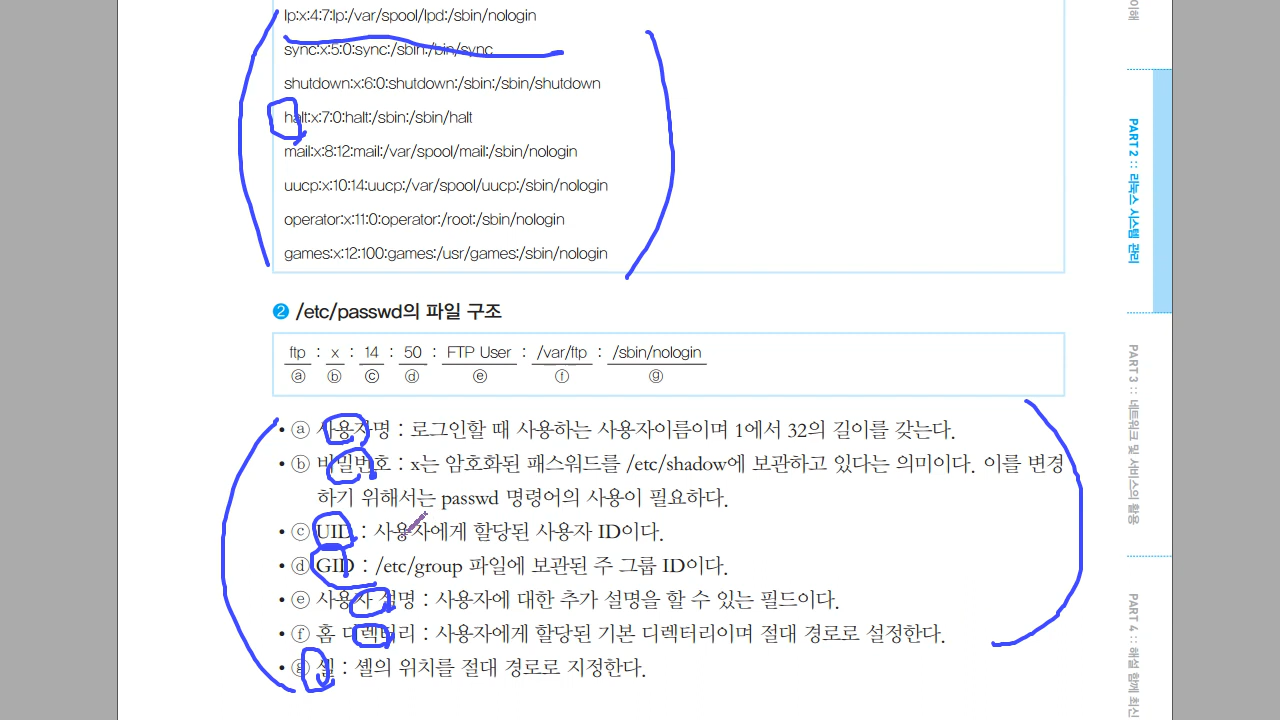 lp:x:4:7:lp:/var/spool/lpd:/sbin/nologin
sync:x:5:0:sync:/sbin:/bin/sync
shutdown:x:6:0:shutdown:/sbin:/sbin/shutdown
halt:x:7:0:halt:/sbin:/sbin/halt
mail:x:8:12:mail:/var/spool/mail:/sbin/nologin
uucp:x:10:14:uucp:/var/spool/uucp:/sbin/nologin
operator:x:11:0:operator:/root:/sbin/nologin
games:x:12:100:games:/usr/games:/sbin/nologin
❷ /etc/passwd의 파일 구조
ftp : x : 14 : 50 : FTP User : /var/ftp : /sbin/nologin
ⓐ ⓑ ⓒ ⓓ ⓔ ⓕ ⓖ
• ⓐ 사용자명 : 로그인할 때 사용하는 사용자이름이며 1에서 32의 길이를 갖는다.
• ⓑ 비밀번호 : x는 암호화된 패스워드를 /etc/shadow에 보관하고 있다는 의미이다. 이를 변경
하기 위해서는 passwd 명령어의 사용이 필요하다.
• ⓒ UID : 사용자에게 할당된 사용자 ID이다.
• ⓓ GID : /etc/group 파일에 보관된 주 그룹 ID이다.
• ⓔ 사용자 설명 : 사용자에 대한 추가 설명을 할 수 있는 필드이다.
• ⓕ 홈 디렉터리 : 사용자에게 할당된 기본 디렉터리이며 절대 경로로 설정한다.
• ⓖ 셸 : 셸의 위치를 절대 경로로 지정한다.
이해
PART 2 :: 리눅스 시스템 관리
PART 3 :: 네트워크 및 서비스의 활용
PART 4 :: 해설 함께 최신